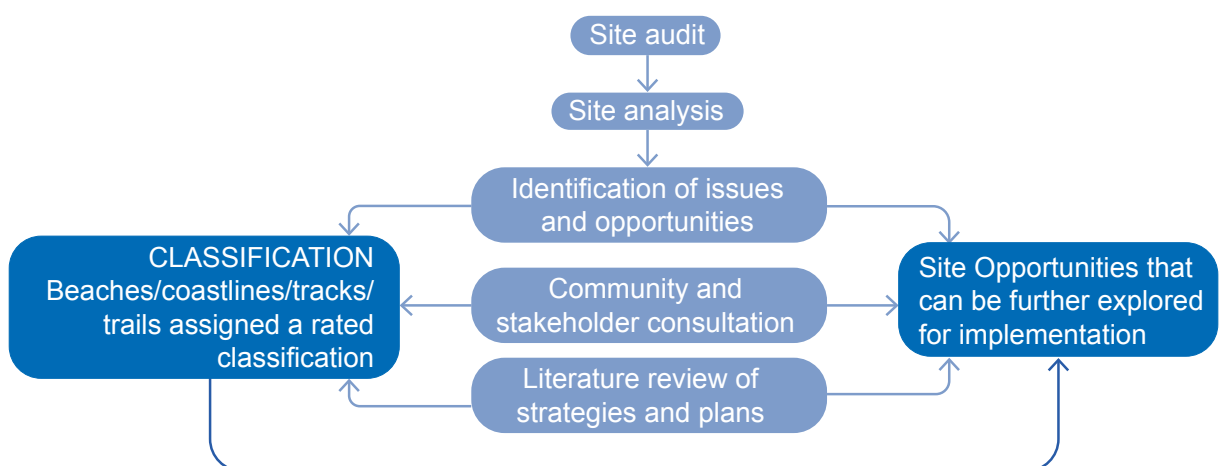 Site audit
Site analysis
Identification of issues
and opportunities
CLASSIFICATION
Beaches/coastlines/tracks/
trails assigned a rated
classification
Community and
stakeholder consultation
Site Opportunities that
can be further explored
for implementation
Literature review of
strategies and plans